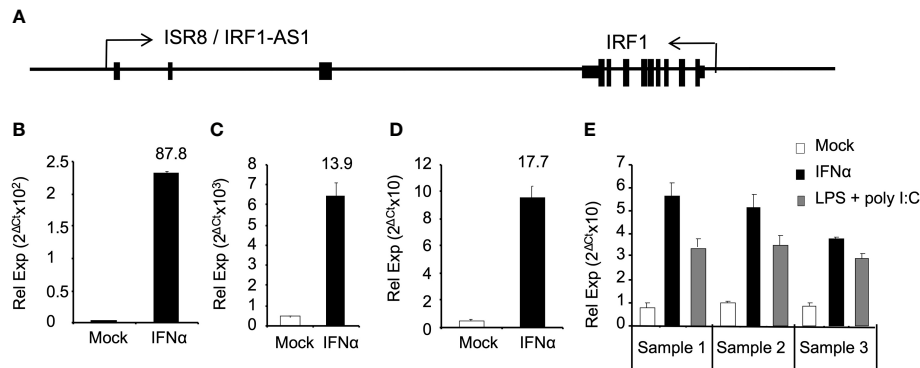 A
ISR8 / IRF1-AS1
IRF1
B
87.8
Rel Exp (2^ΔCt x10^2)
2.5
2
1.5
1
0.5
0
Mock
IFNα
C
13.9
Rel Exp (2^ΔCt x10^3)
8
7
6
5
4
3
2
1
0
Mock
IFNα
D
17.7
Rel Exp (2^ΔCt x10)
12
10
8
6
4
2
0
Mock
IFNα
E
Mock
IFNα
LPS + poly I:C
Rel Exp (2^ΔCt x10)
7
6
5
4
3
2
1
0
Sample 1
Sample 2
Sample 3